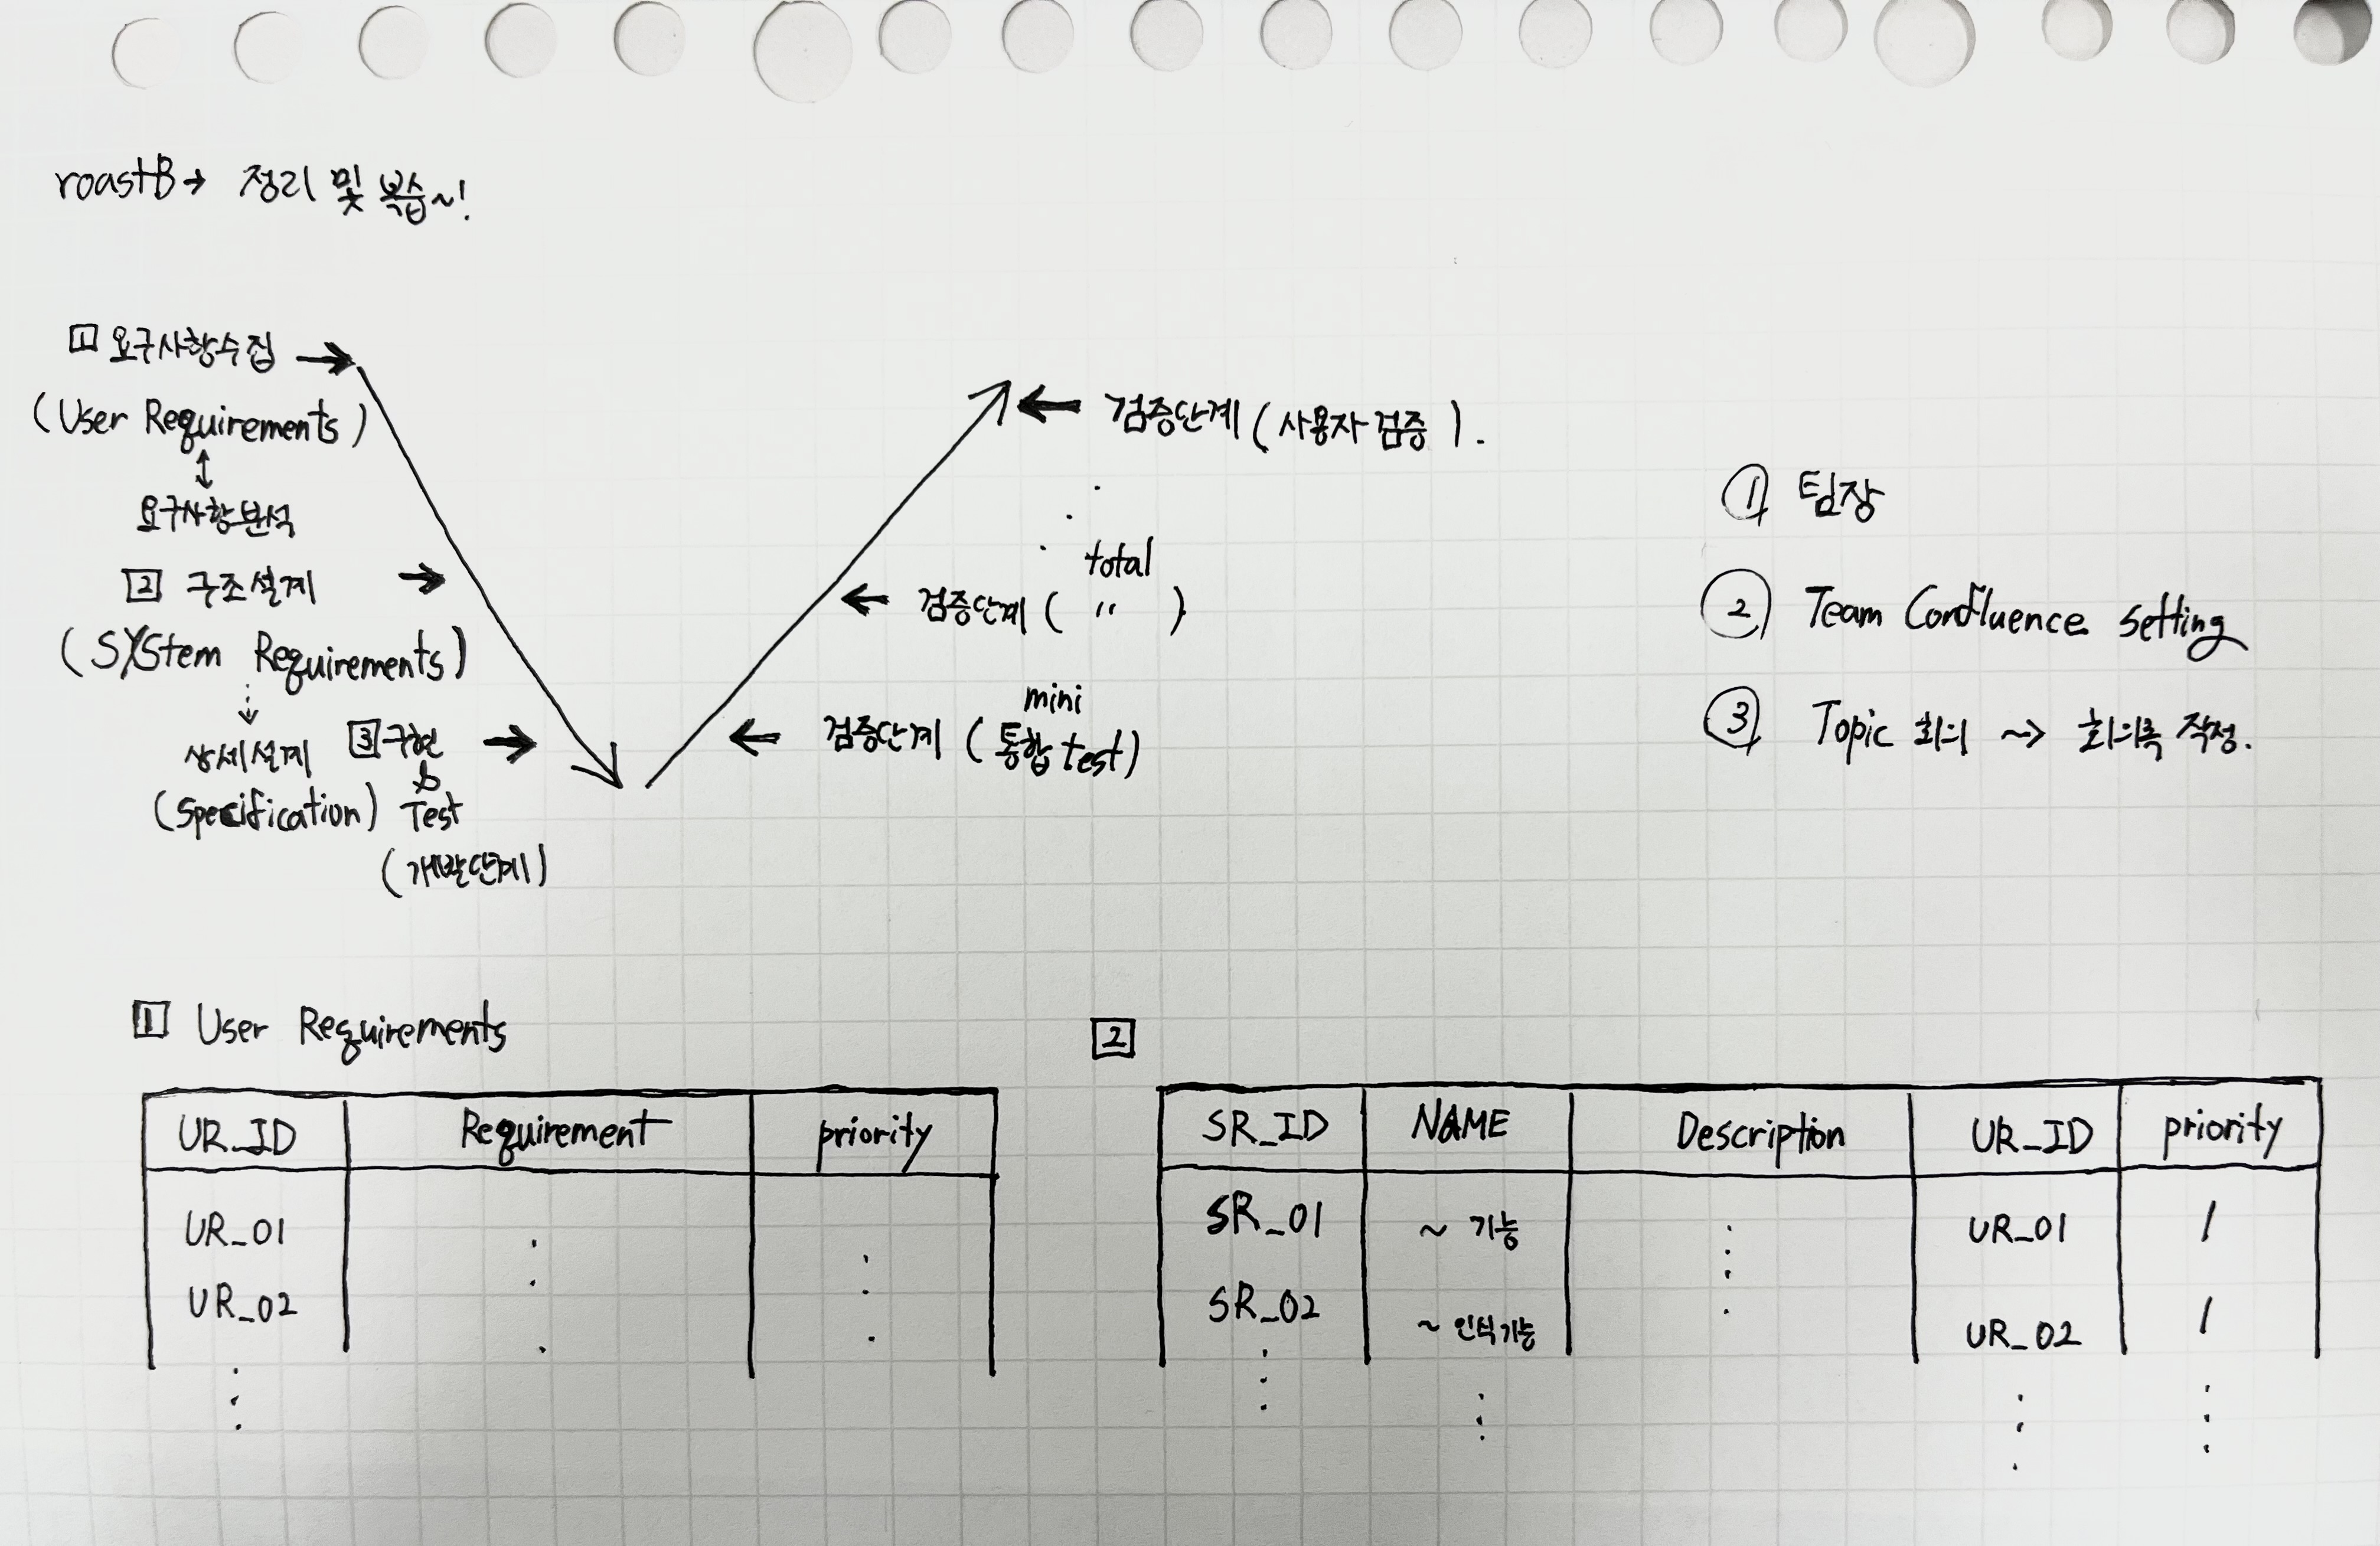 roastB→ 정리 및 복습~!
1 요구사항수집 →
(User Requirements)
↕
요구사항분석
2 구조설계 →
(SYStem Requirements)
상세설계
(Specification)
3 구현 →
&
Test
(개발단계)
← 검증단계 (사용자 검증).
total
← 검증단계 ( 〃 )
mini
← 검증단계 (통합 test)
① 팀장
② Team Confluence setting
③ Topic 회의 ~> 회의록 작성.
1 User Requirements
UR_ID Requirement priority
UR_01
UR_02
2
SR_ID NAME Description UR_ID priority
SR_01 ~ 기능 UR_01 1
SR_02 ~ 인식기능 UR_02 1